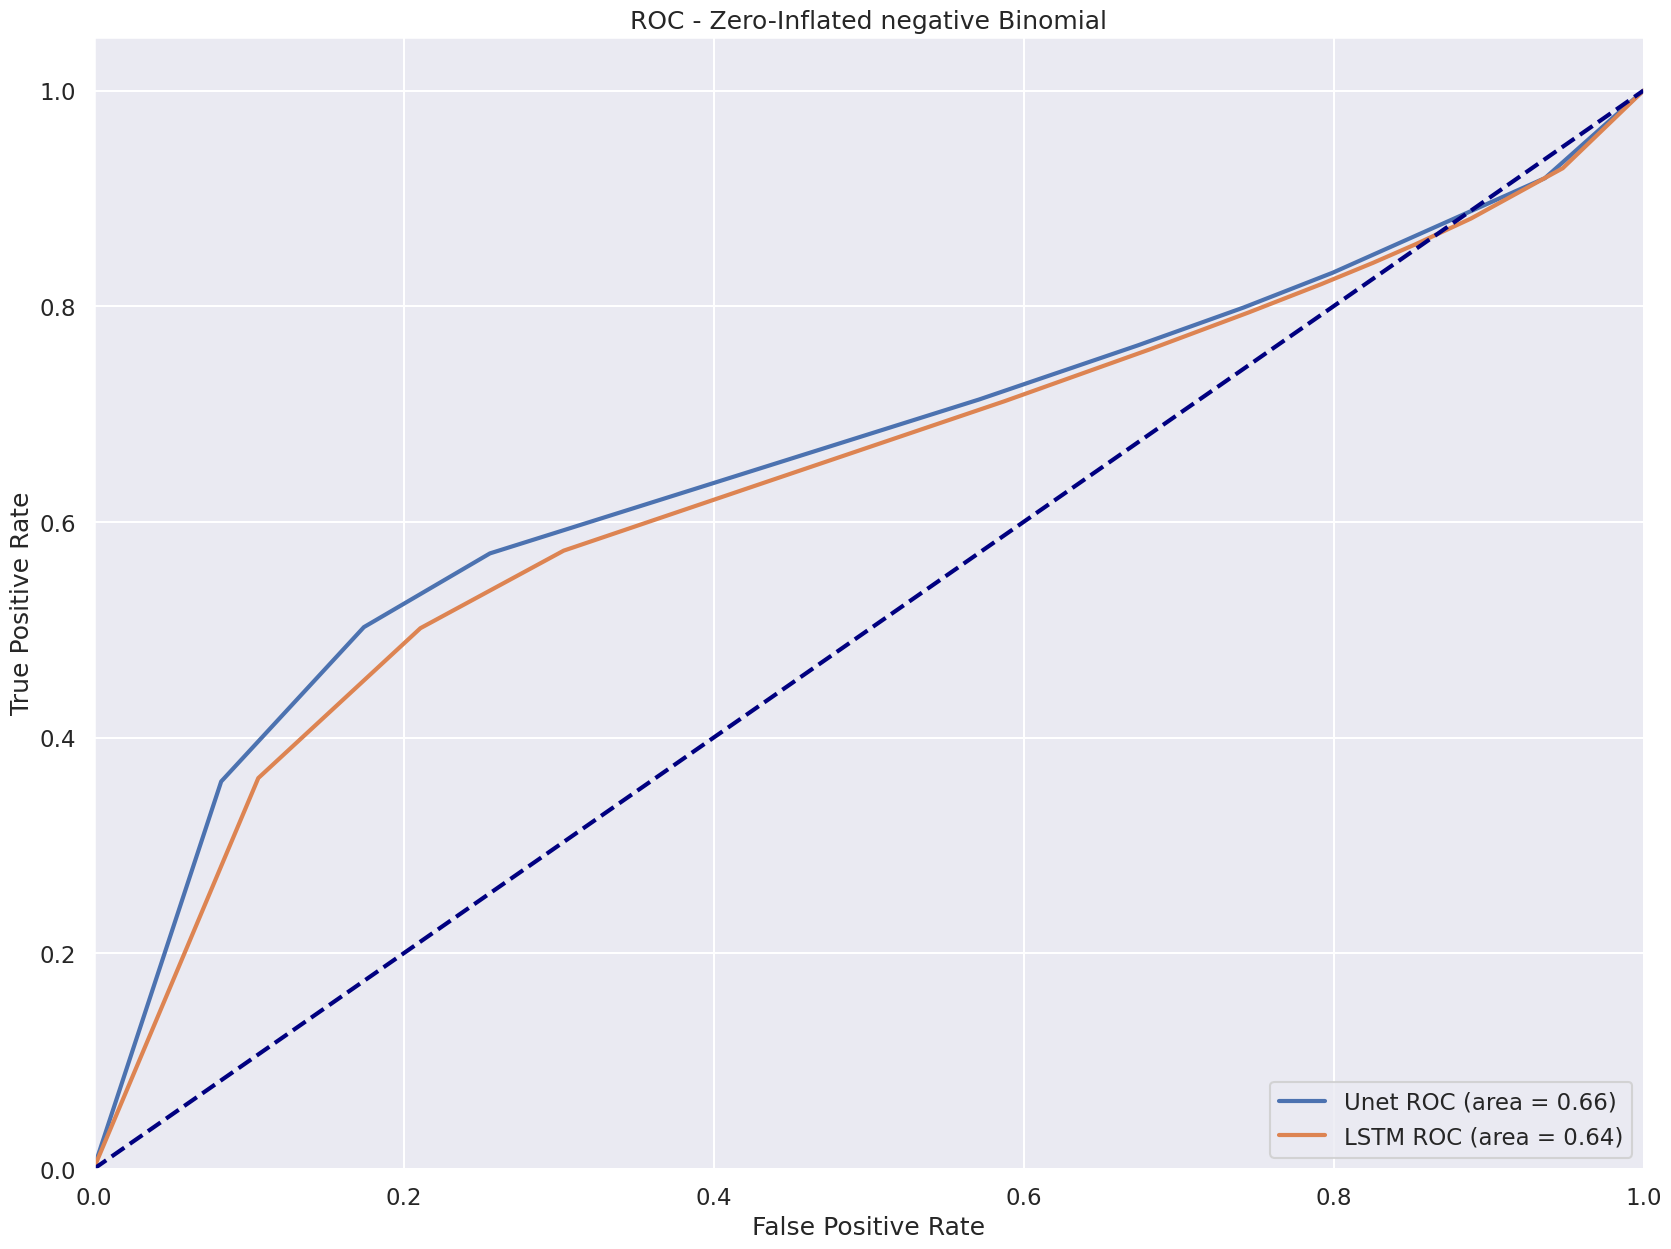 ROC - Zero-Inflated negative Binomial
True Positive Rate
1.0
0.8
0.6
0.4
0.2
0.0
0.0 0.2 0.4 0.6 0.8 1.0
False Positive Rate
Unet ROC (area = 0.66)
LSTM ROC (area = 0.64)